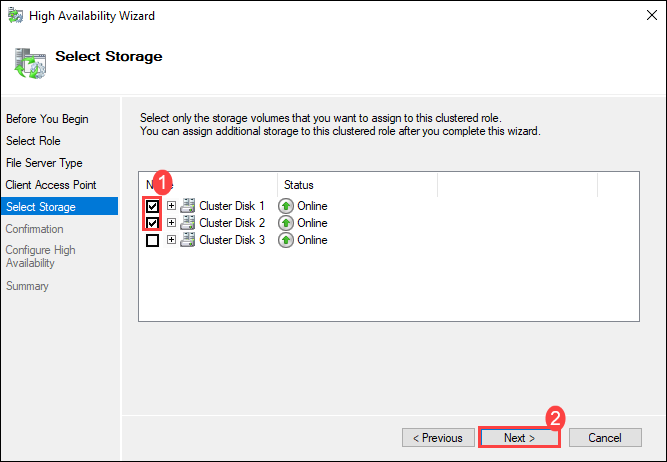 High Availability Wizard
Select Storage
Before You Begin
Select Role
File Server Type
Client Access Point
Select Storage
Confirmation
Configure High
Availability
Summary
Select only the storage volumes that you want to assign to this clustered role.
You can assign additional storage to this clustered role after you complete this wizard.
Status
1
Cluster Disk 1 Online
Cluster Disk 2 Online
Cluster Disk 3 Online
2
< Previous Next > Cancel